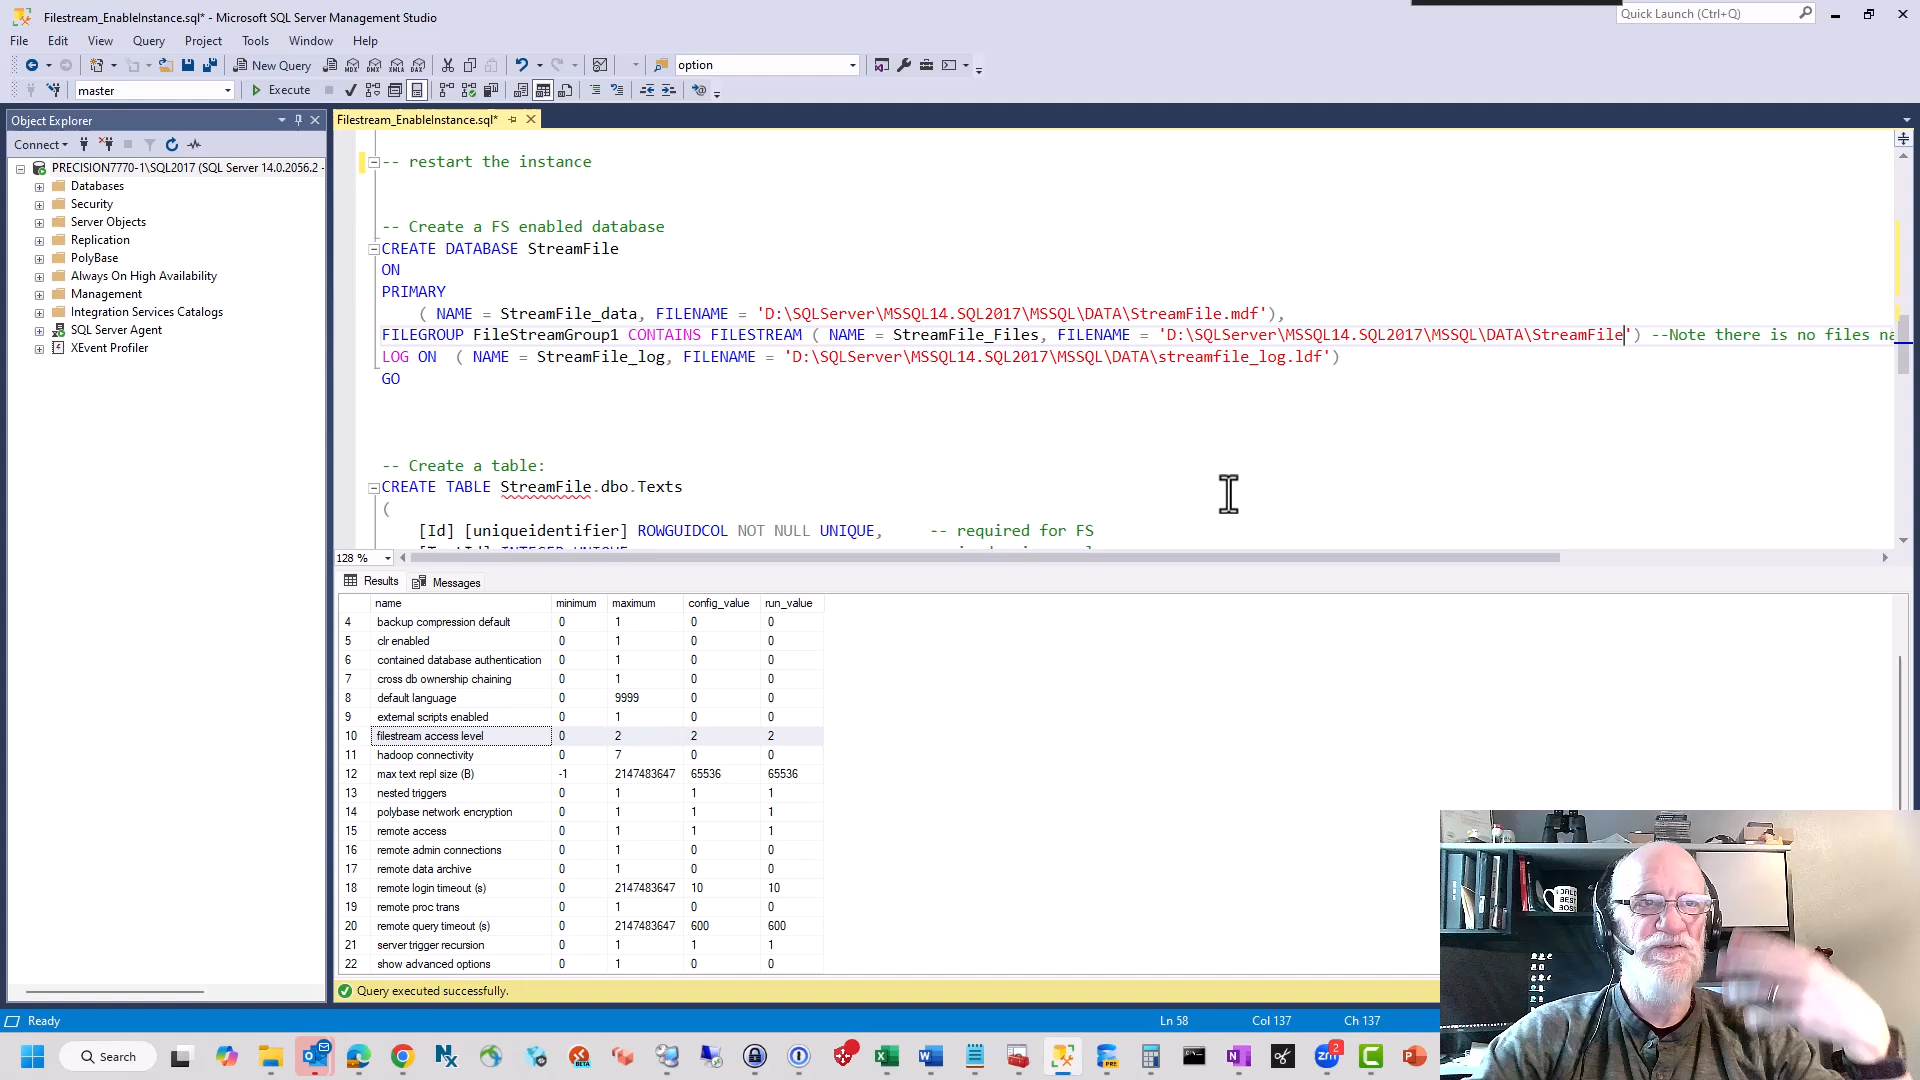 Filestream_EnableInstance.sql* - Microsoft SQL Server Management Studio
Quick Launch (Ctrl+Q)
File Edit View Query Project Tools Window Help
New Query
MDX DMX XMLA DAX
option
master
Execute
Object Explorer
Connect
PRECISION7770-1\SQL2017 (SQL Server 14.0.2056.2 -
Databases
Security
Server Objects
Replication
PolyBase
Always On High Availability
Management
Integration Services Catalogs
SQL Server Agent
XEvent Profiler
Filestream_EnableInstance.sql*
-- restart the instance
-- Create a FS enabled database
CREATE DATABASE StreamFile
ON
PRIMARY
( NAME = StreamFile_data, FILENAME = 'D:\SQLServer\MSSQL14.SQL2017\MSSQL\DATA\StreamFile.mdf'),
FILEGROUP FileStreamGroup1 CONTAINS FILESTREAM ( NAME = StreamFile_Files, FILENAME = 'D:\SQLServer\MSSQL14.SQL2017\MSSQL\DATA\StreamFile') --Note there is no files na
LOG ON ( NAME = StreamFile_log, FILENAME = 'D:\SQLServer\MSSQL14.SQL2017\MSSQL\DATA\streamfile_log.ldf')
GO
-- Create a table:
CREATE TABLE StreamFile.dbo.Texts
(
[Id] [uniqueidentifier] ROWGUIDCOL NOT NULL UNIQUE, -- required for FS
128 %
Results Messages
name minimum maximum config_value run_value
4 backup compression default 0 1 0 0
5 clr enabled 0 1 0 0
6 contained database authentication 0 1 0 0
7 cross db ownership chaining 0 1 0 0
8 default language 0 9999 0 0
9 external scripts enabled 0 1 0 0
10 filestream access level 0 2 2 2
11 hadoop connectivity 0 7 0 0
12 max text repl size (B) -1 2147483647 65536 65536
13 nested triggers 0 1 1 1
14 polybase network encryption 0 1 1 1
15 remote access 0 1 1 1
16 remote admin connections 0 1 0 0
17 remote data archive 0 1 0 0
18 remote login timeout (s) 0 2147483647 10 10
19 remote proc trans 0 1 0 0
20 remote query timeout (s) 0 2147483647 600 600
21 server trigger recursion 0 1 1 1
22 show advanced options 0 1 0 0
Query executed successfully.
WORLD
BEST
BOSS
Ready
Ln 58 Col 137 Ch 137
Search
BETA
PRE
zm
2